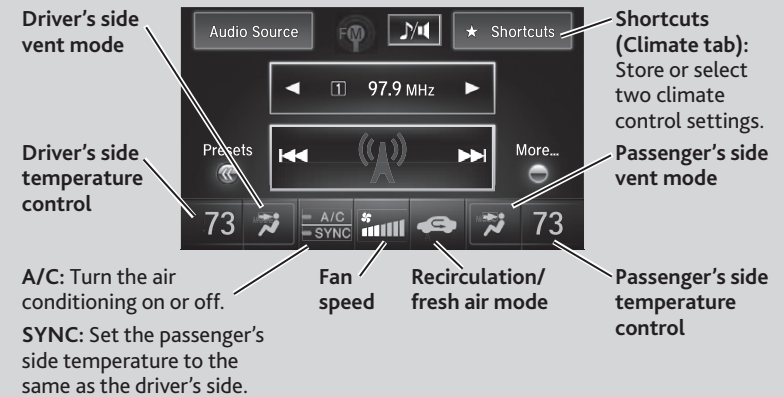 Driver's side
vent mode
Audio Source
FM
★ Shortcuts
Shortcuts
(Climate tab):
Store or select
two climate
control settings.
1 97.9 MHz
Driver's side
temperature
control
Presets
More...
Passenger's side
vent mode
73
A/C
SYNC
73
A/C: Turn the air
conditioning on or off.
SYNC: Set the passenger's
side temperature to the
same as the driver's side.
Fan
speed
Recirculation/
fresh air mode
Passenger's side
temperature
control